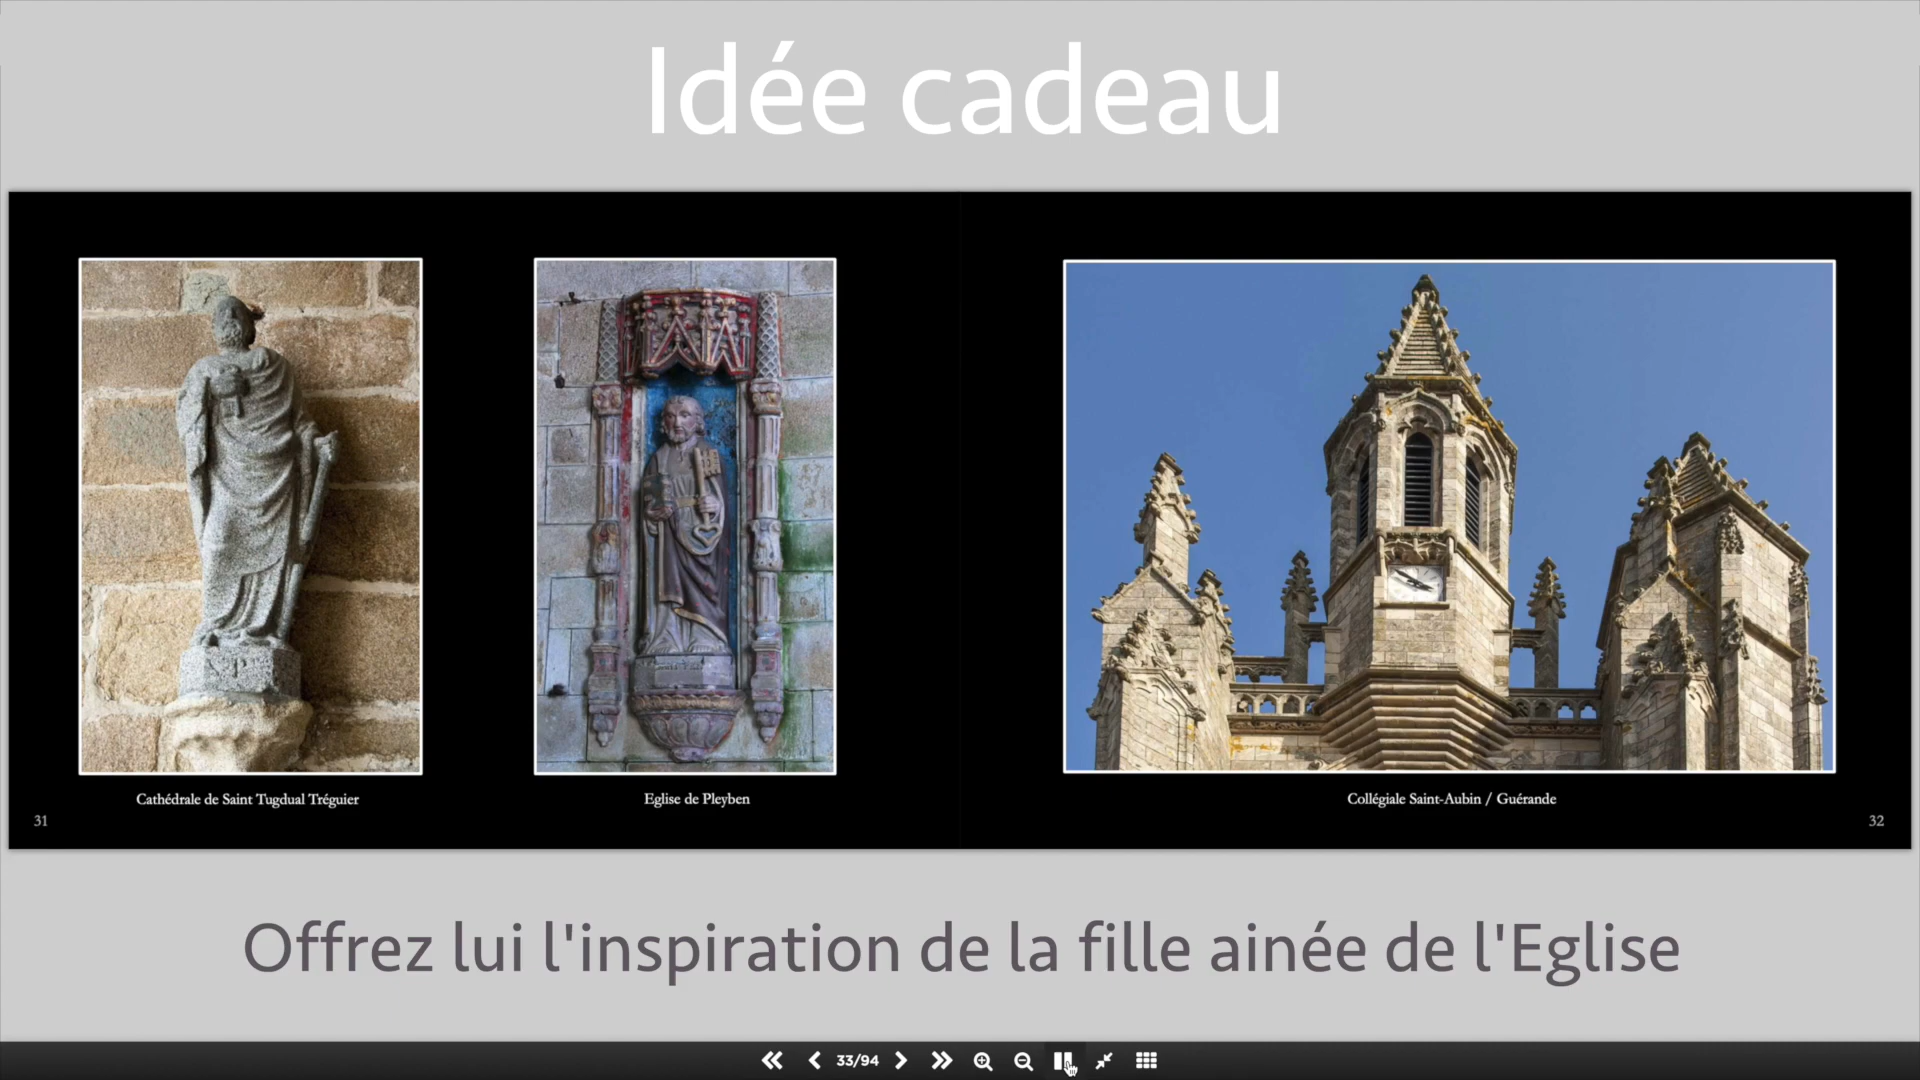 Idée cadeau
Cathédrale de Saint Tugdual Tréguier
Eglise de Pleyben
Collégiale Saint-Aubin / Guérande
31
32
Offrez lui l'inspiration de la fille ainée de l'Eglise
33/94